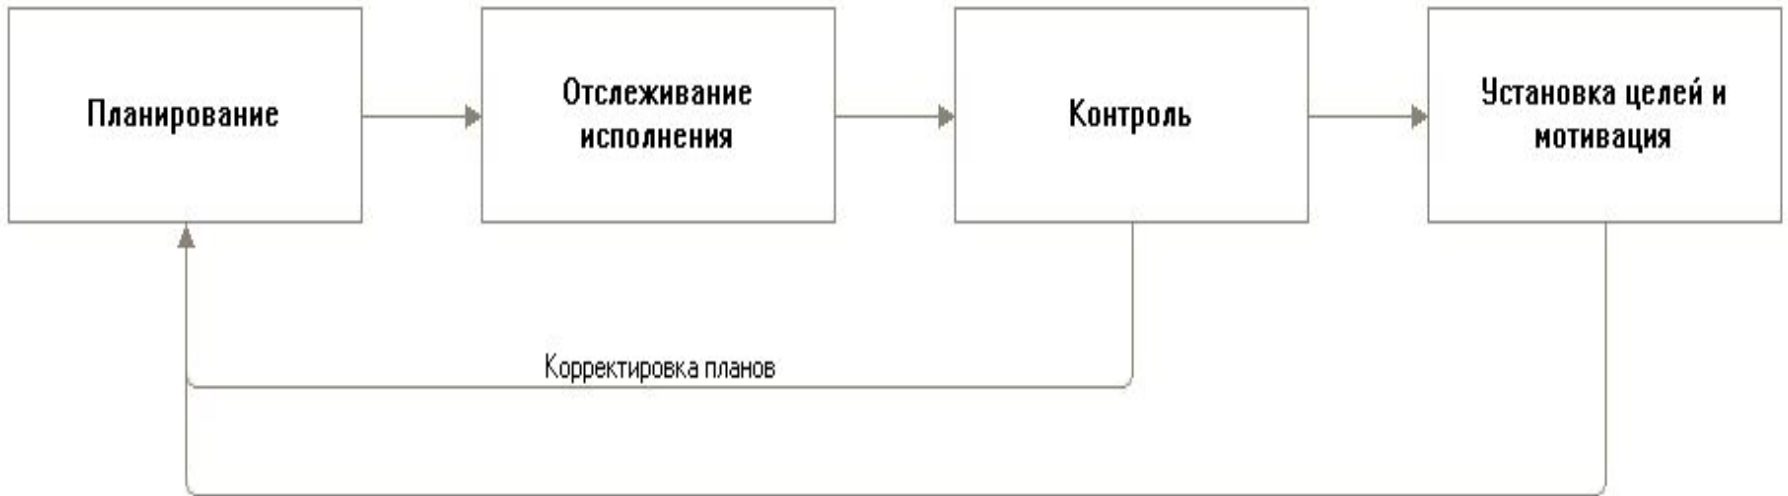 Планирование
Отслеживание
исполнения
Контроль
Установка целей и
мотивация
Корректировка планов